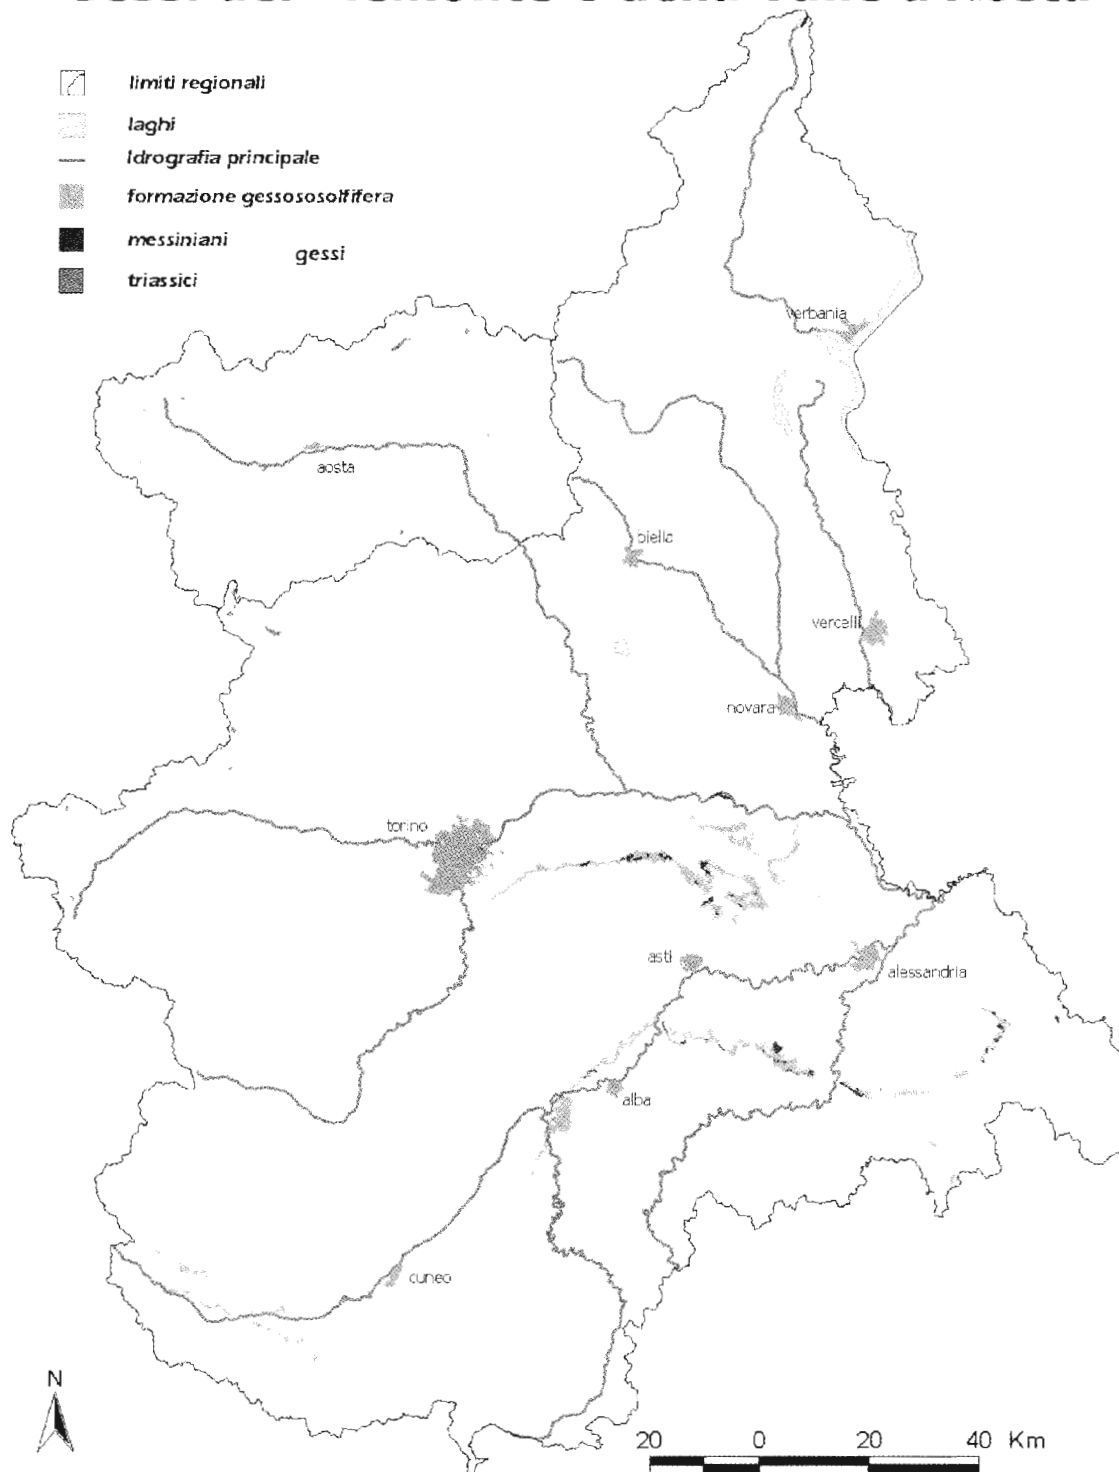 limiti regionali
laghi
Idrografia principale
formazione gessososolfifera
messiniani
gessi
triassici
verbania
aosta
biella
vercelli
novara
torino
asti
alessandria
alba
cuneo
N
20 0 20 40 Km